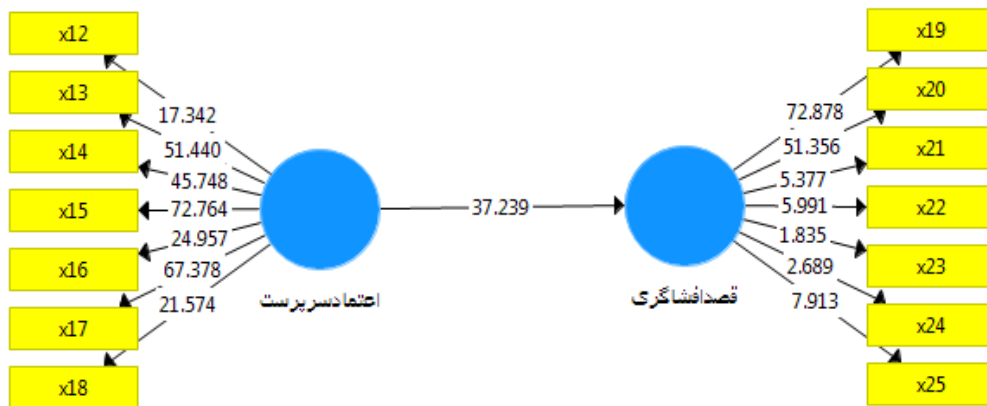 x12
x13
x14
x15
x16
x17
x18
17.342
51.440
45.748
72.764
24.957
67.378
21.574
اعتمادسرپرست
37.239
قصدافشاگری
72.878
51.356
5.377
5.991
1.835
2.689
7.913
x19
x20
x21
x22
x23
x24
x25